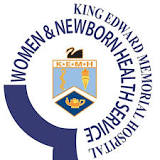 KING EDWARD MEMORIAL HOSPITAL
WOMEN & NEWBORN HEALTH SERVICE
K·E·M·H